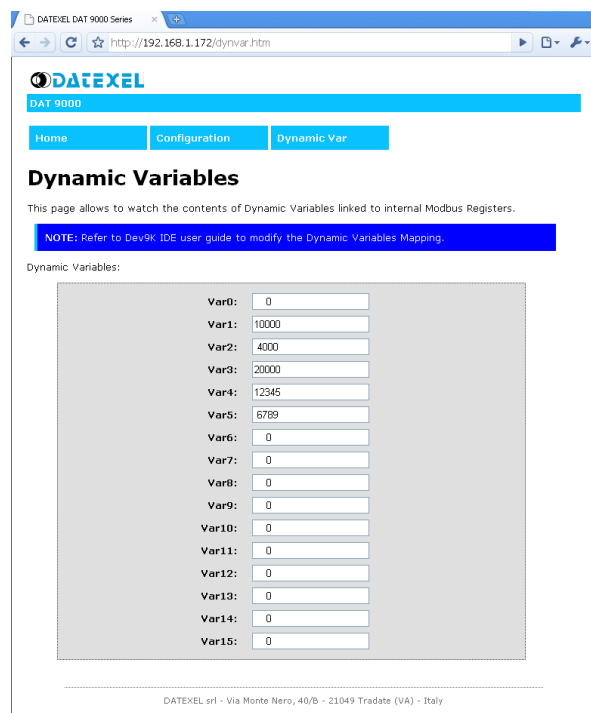 DATEXEL DAT 9000 Series
http://192.168.1.172/dynvar.htm
DATEXEL
DAT 9000
Home Configuration Dynamic Var
Dynamic Variables
This page allows to watch the contents of Dynamic Variables linked to internal Modbus Registers.
NOTE: Refer to Dev9K IDE user guide to modify the Dynamic Variables Mapping.
Dynamic Variables:
Var0: 0
Var1: 10000
Var2: 4000
Var3: 20000
Var4: 12345
Var5: 6789
Var6: 0
Var7: 0
Var8: 0
Var9: 0
Var10: 0
Var11: 0
Var12: 0
Var13: 0
Var14: 0
Var15: 0
DATEXEL srl - Via Monte Nero, 40/B - 21049 Tradate (VA) - Italy